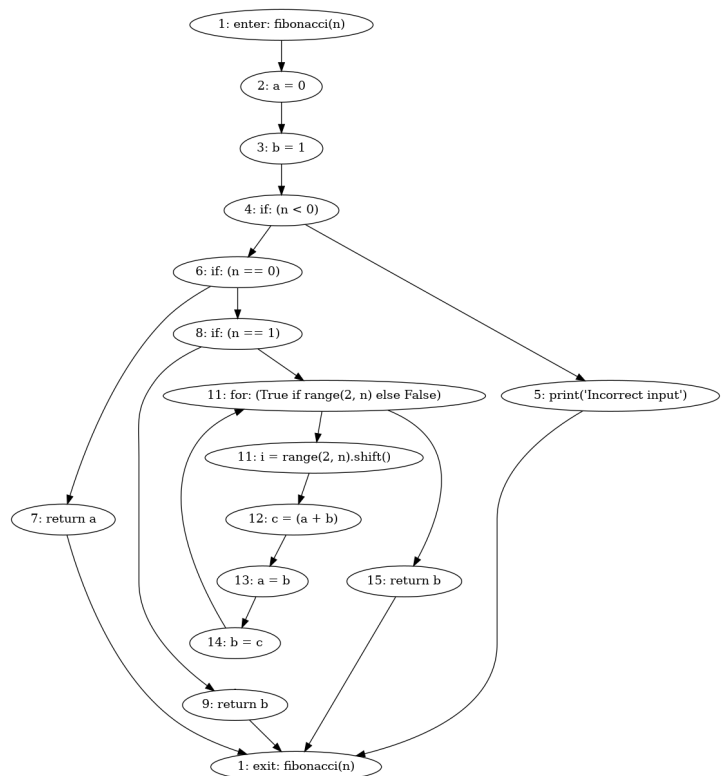 1: enter: fibonacci(n)
2: a = 0
3: b = 1
4: if: (n < 0)
6: if: (n == 0)
8: if: (n == 1)
11: for: (True if range(2, n) else False)
5: print('Incorrect input')
11: i = range(2, n).shift()
7: return a
12: c = (a + b)
13: a = b
15: return b
14: b = c
9: return b
1: exit: fibonacci(n)